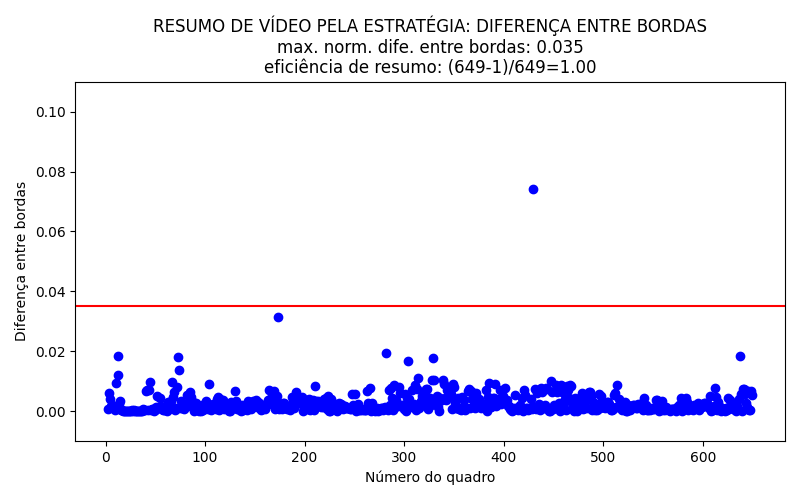 RESUMO DE VÍDEO PELA ESTRATÉGIA: DIFERENÇA ENTRE BORDAS
max. norm. dife. entre bordas: 0.035
eficiência de resumo: (649-1)/649=1.00
0.10
0.08
0.06
0.04
0.02
0.00
Diferença entre bordas
0 100 200 300 400 500 600
Número do quadro